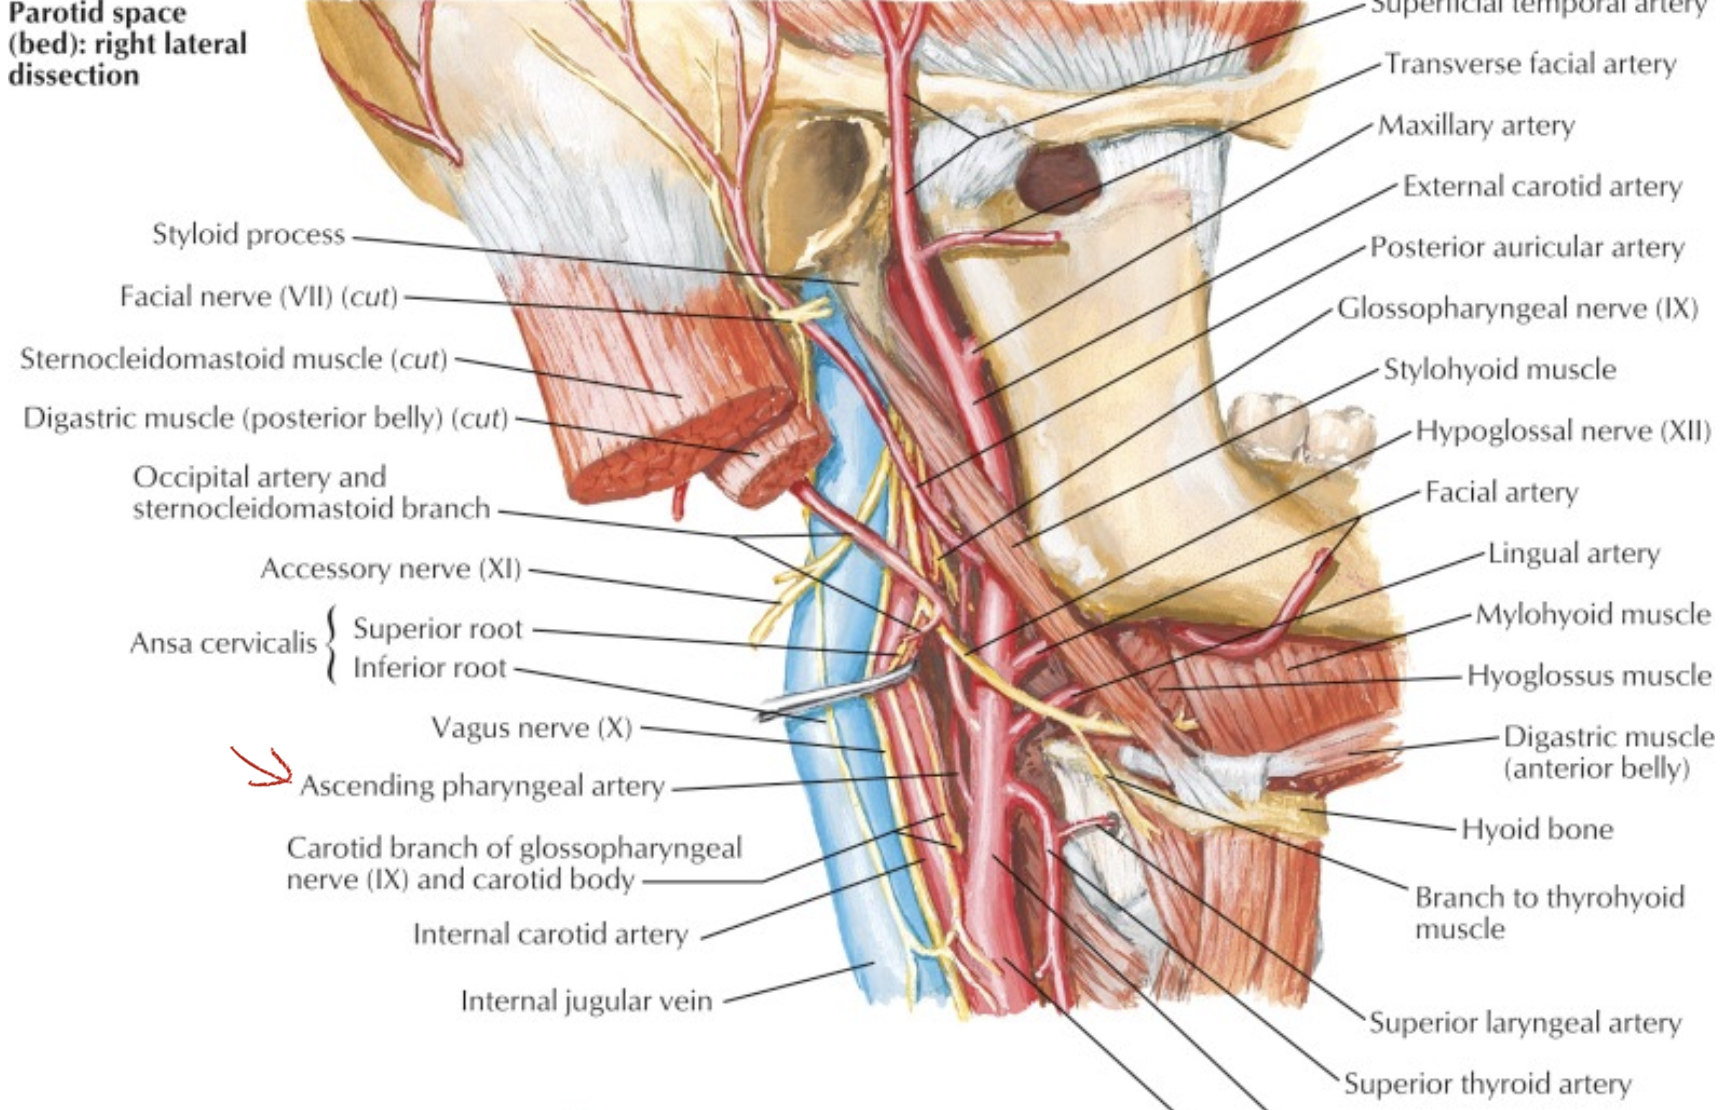 Parotid space
(bed): right lateral
dissection
Superficial temporal artery
Transverse facial artery
Maxillary artery
External carotid artery
Posterior auricular artery
Glossopharyngeal nerve (IX)
Stylohyoid muscle
Hypoglossal nerve (XII)
Facial artery
Lingual artery
Mylohyoid muscle
Hyoglossus muscle
Digastric muscle
(anterior belly)
Hyoid bone
Branch to thyrohyoid
muscle
Superior laryngeal artery
Superior thyroid artery
Styloid process
Facial nerve (VII) (cut)
Sternocleidomastoid muscle (cut)
Digastric muscle (posterior belly) (cut)
Occipital artery and
sternocleidomastoid branch
Accessory nerve (XI)
Ansa cervicalis { Superior root
Inferior root
Vagus nerve (X)
Ascending pharyngeal artery
Carotid branch of glossopharyngeal
nerve (IX) and carotid body
Internal carotid artery
Internal jugular vein